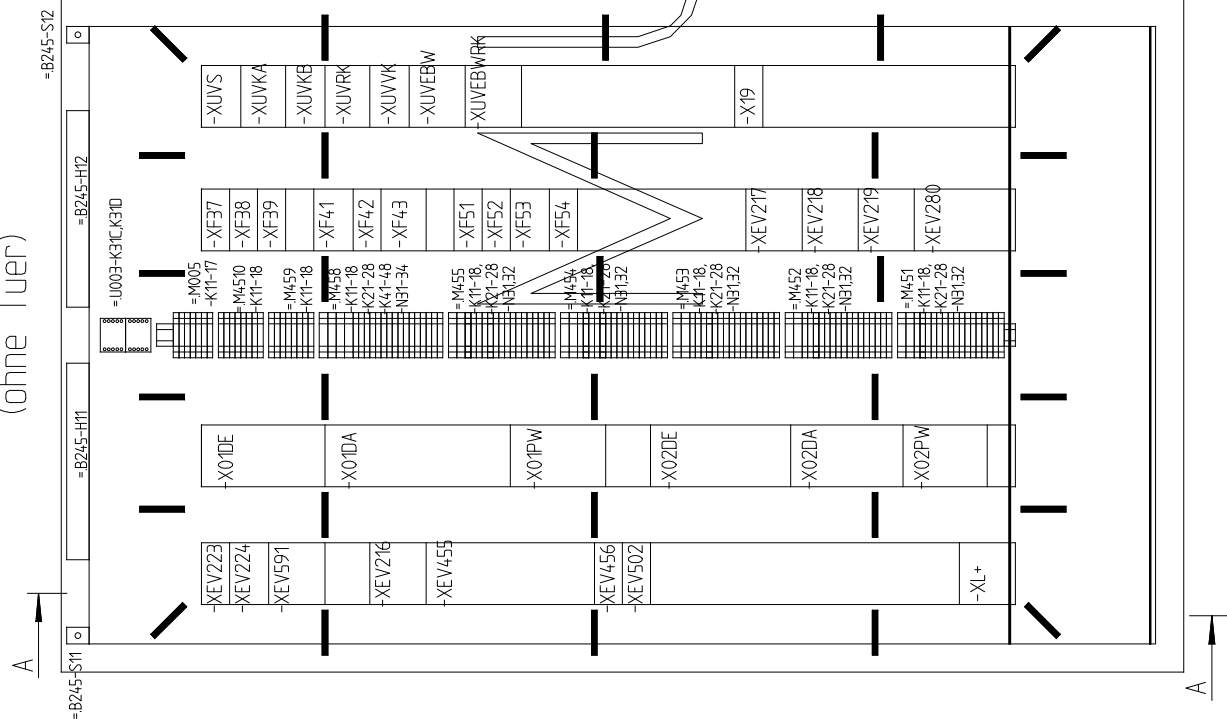 (ohne Tuer)
=.B245-S12
=.B245-H12
=.B245-H11
=.B245-S11
=.U003-K31C,K31D
-XUVS
-XUVKA
-XUVKB
-XUVRK
-XUVVK
-XUVEBW
-XUVEBWRK
-X19
-XF37
-XF38
-XF39
-XF41
-XF42
-XF43
-XF51
-XF52
-XF53
-XF54
-XEV217
-XEV218
-XEV219
-XEV280
=.M005
-K11-17
=.M4510
-K11-18
=.M459
-K11-18
=.M458
-K11-18
-K21-28
-K41-48
-N31-34
=.M455
-K11-18,
-K21-28
-N31,32
=.M454
-K11-18,
-K21-28
-N31,32
=.M453
-K11-18,
-K21-28
-N31,32
=.M452
-K11-18,
-K21-28
-N31,32
=.M451
-K11-18,
-K21-28
-N31,32
-X01DE
-X01DA
-X01PW
-X02DE
-X02DA
-X02PW
-XEV223
-XEV224
-XEV591
-XEV216
-XEV455
-XEV456
-XEV502
-XL+
A
A